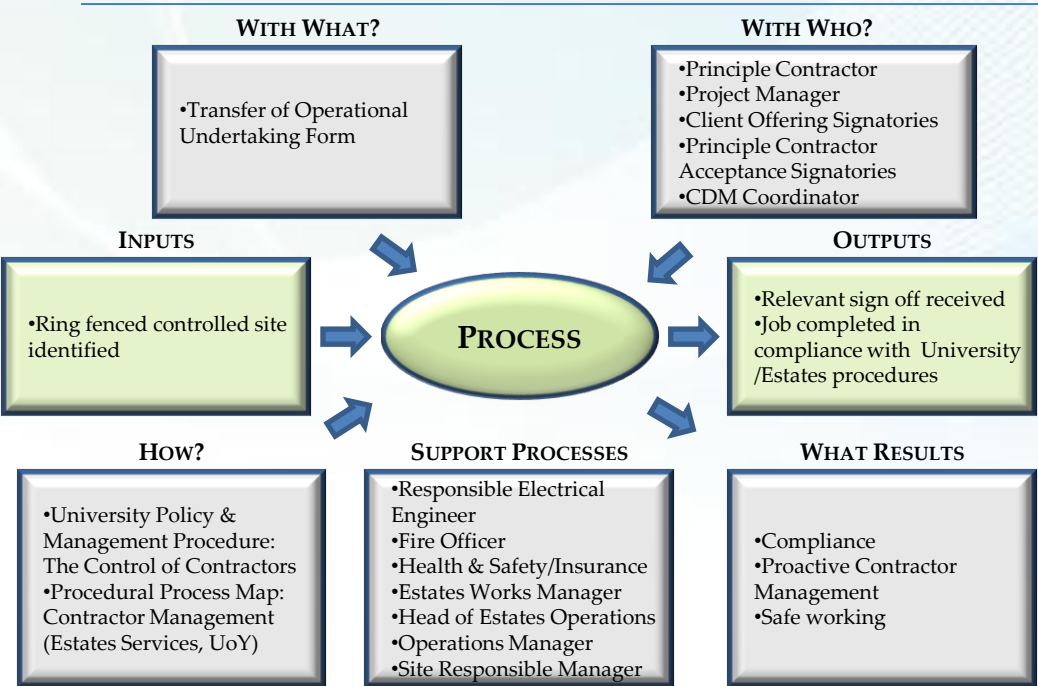 WITH WHAT?
•Transfer of Operational
Undertaking Form
WITH WHO?
•Principle Contractor
•Project Manager
•Client Offering Signatories
•Principle Contractor
Acceptance Signatories
•CDM Coordinator
INPUTS
•Ring fenced controlled site
identified
PROCESS
OUTPUTS
•Relevant sign off received
•Job completed in
compliance with University
/Estates procedures
HOW?
•University Policy &
Management Procedure:
The Control of Contractors
•Procedural Process Map:
Contractor Management
(Estates Services, UoY)
SUPPORT PROCESSES
•Responsible Electrical
Engineer
•Fire Officer
•Health & Safety/Insurance
•Estates Works Manager
•Head of Estates Operations
•Operations Manager
•Site Responsible Manager
WHAT RESULTS
•Compliance
•Proactive Contractor
Management
•Safe working